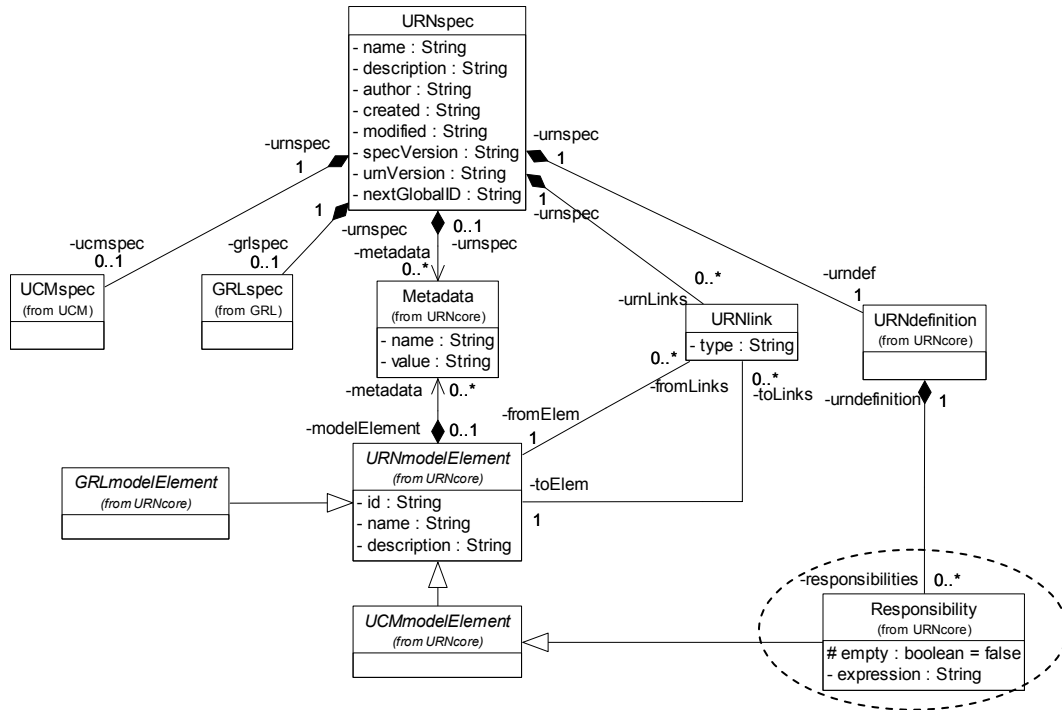 URNspec
- name : String
- description : String
- author : String
- created : String
- modified : String
- specVersion : String
- urnVersion : String
- nextGlobalID : String
-urnspec
1
-urnspec
1
1
-urnspec
1
-urnspec
0..1
-urnspec
-ucmspec
0..1
-grlspec
0..1
-metadata
0..*
0..*
-urnLinks
-urndef
1
UCMspec
(from UCM)
GRLspec
(from GRL)
Metadata
(from URNcore)
- name : String
- value : String
URNlink
- type : String
URNdefinition
(from URNcore)
0..*
-fromLinks
0..*
-toLinks
-metadata
0..*
-urndefinition
1
-modelElement
0..1
-fromElem
1
URNmodelElement
(from URNcore)
- id : String
- name : String
- description : String
-toElem
1
GRLmodelElement
(from URNcore)
-responsibilities
0..*
UCMmodelElement
(from URNcore)
Responsibility
(from URNcore)
# empty : boolean = false
- expression : String